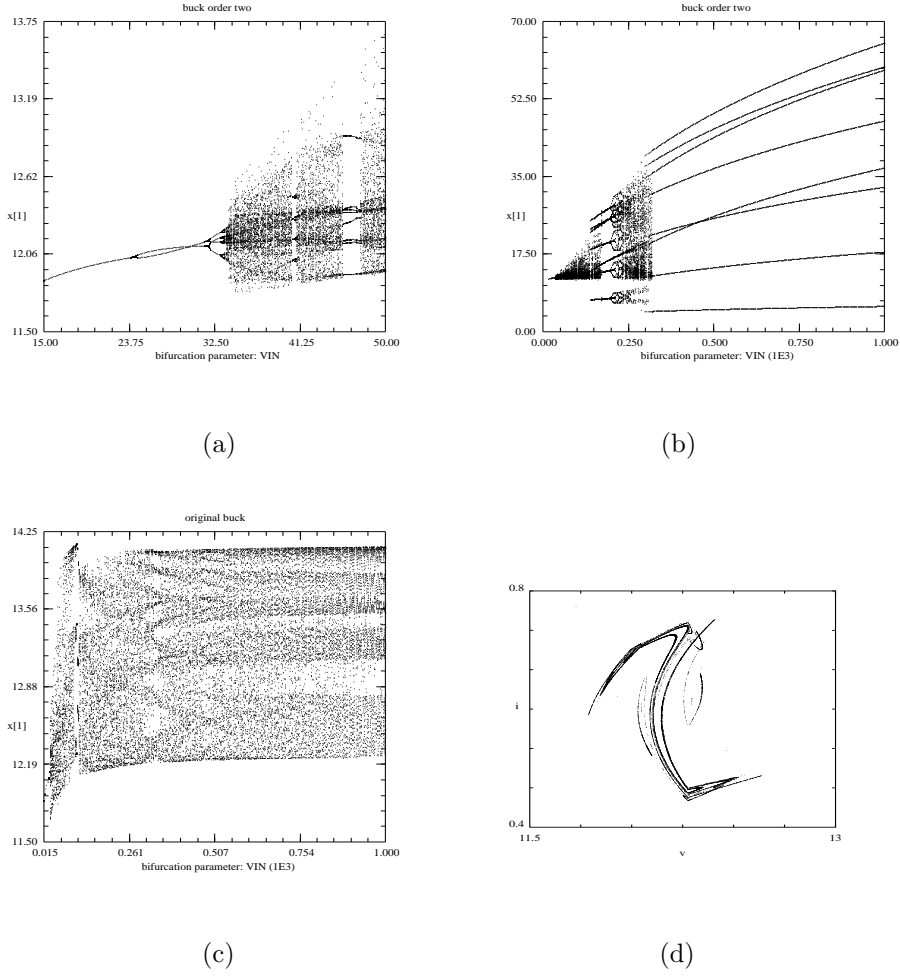 buck order two
13.75
13.19
12.62
x[1]
12.06
11.50
15.00 23.75 32.50 41.25 50.00
bifurcation parameter: VIN
(a)
buck order two
70.00
52.50
35.00
x[1]
17.50
0.00
0.000 0.250 0.500 0.750 1.000
bifurcation parameter: VIN (1E3)
(b)
original buck
14.25
13.56
12.88
x[1]
12.19
11.50
0.015 0.261 0.507 0.754 1.000
bifurcation parameter: VIN (1E3)
(c)
0.8
i
0.4
11.5 13
v
(d)